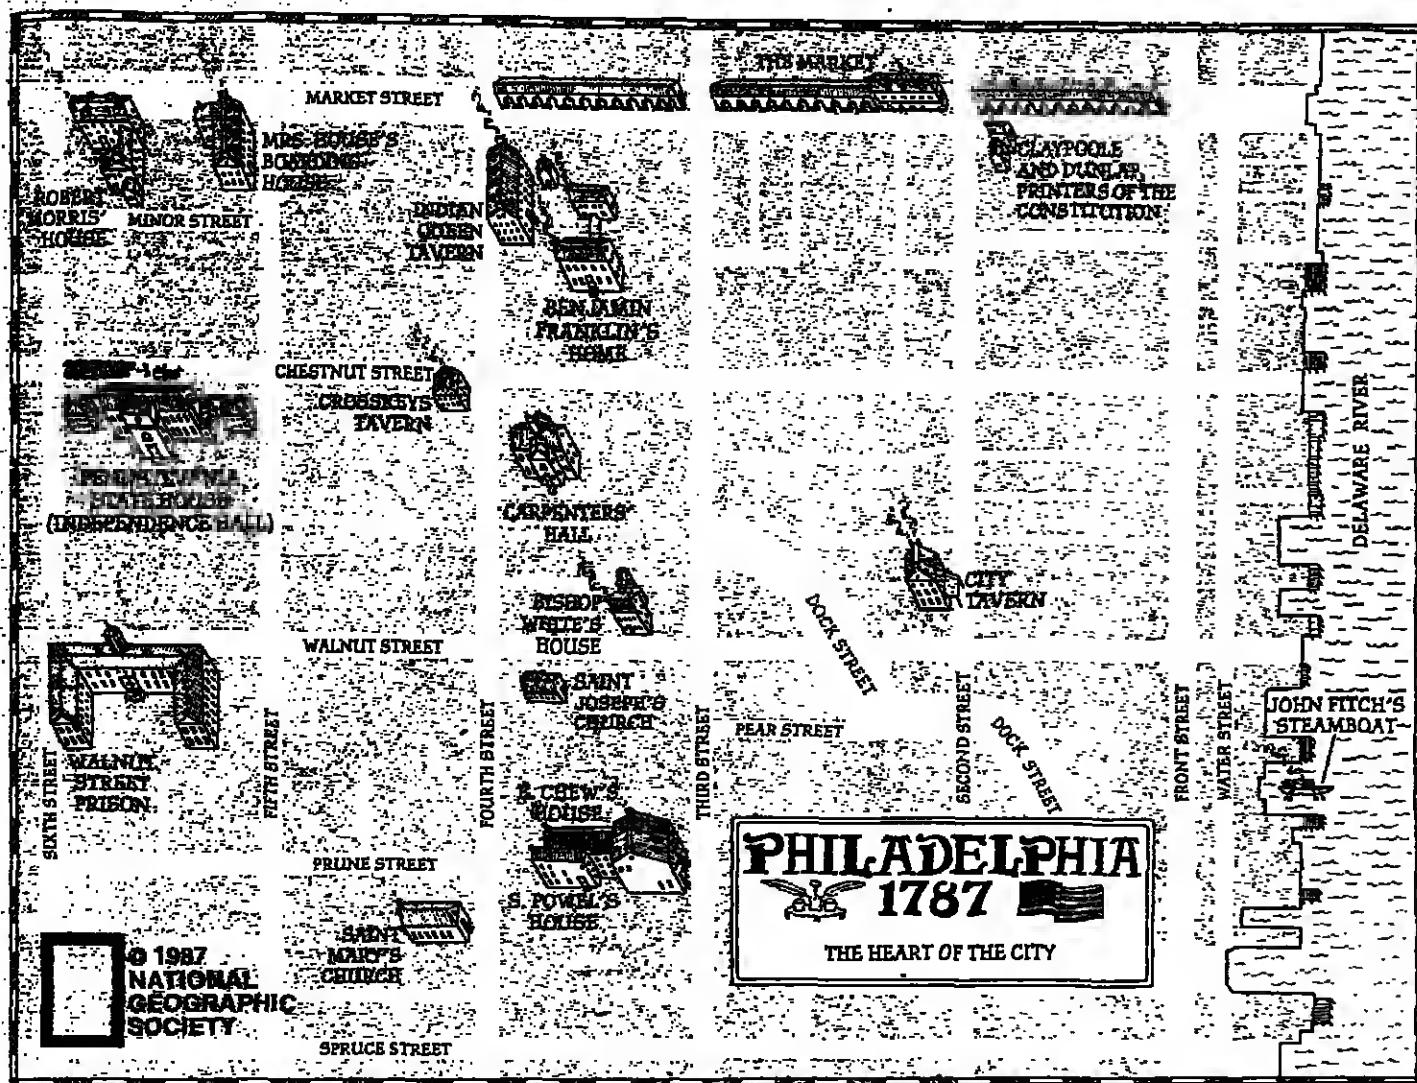 THE MARKET
MARKET STREET
MRS. HOUSE'S
BOARDING
HOUSE
CLAYPOOLE
AND DUNLAP,
PRINTERS OF THE
CONSTITUTION
ROBERT
MORRIS'
HOUSE
MINOR STREET
INDIAN
QUEEN
TAVERN
BENJAMIN
FRANKLIN'S
HOME
CHESTNUT STREET
CROSSKEYS
TAVERN
DELAWARE RIVER
PENNSYLVANIA
STATE HOUSE
(INDEPENDENCE HALL)
CARPENTERS'
HALL
CITY
TAVERN
BISHOP
WHITE'S
HOUSE
DOCK STREET
WALNUT STREET
SAINT
JOSEPH'S
CHURCH
PEAR STREET
DOCK STREET
JOHN FITCH'S
STEAMBOAT
WALNUT
STREET
PRISON
SIXTH STREET
FIFTH STREET
FOURTH STREET
THIRD STREET
SECOND STREET
FRONT STREET
WATER STREET
CHEW'S
HOUSE
PRUNE STREET
S. POWEL'S
HOUSE
SAINT
MARY'S
CHURCH
PHILADELPHIA
1787
THE HEART OF THE CITY
© 1987
NATIONAL
GEOGRAPHIC
SOCIETY
SPRUCE STREET